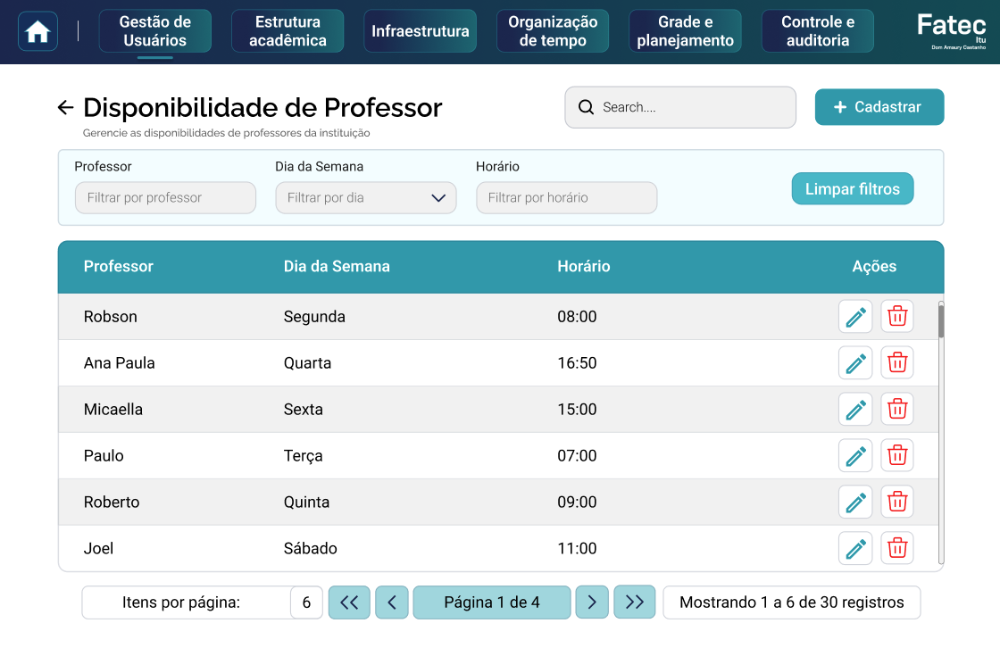 Gestão de
Usuários
Estrutura
acadêmica
Infraestrutura
Organização
de tempo
Grade e
planejamento
Controle e
auditoria
Fatec
Itu
Dom Amaury Castanho
Disponibilidade de Professor
Gerencie as disponibilidades de professores da instituição
Search....
+ Cadastrar
Professor
Dia da Semana
Horário
Filtrar por professor
Filtrar por dia
Filtrar por horário
Limpar filtros
Professor Dia da Semana Horário Ações
Robson Segunda 08:00
Ana Paula Quarta 16:50
Micaella Sexta 15:00
Paulo Terça 07:00
Roberto Quinta 09:00
Joel Sábado 11:00
Itens por página: 6 << < Página 1 de 4 > >> Mostrando 1 a 6 de 30 registros